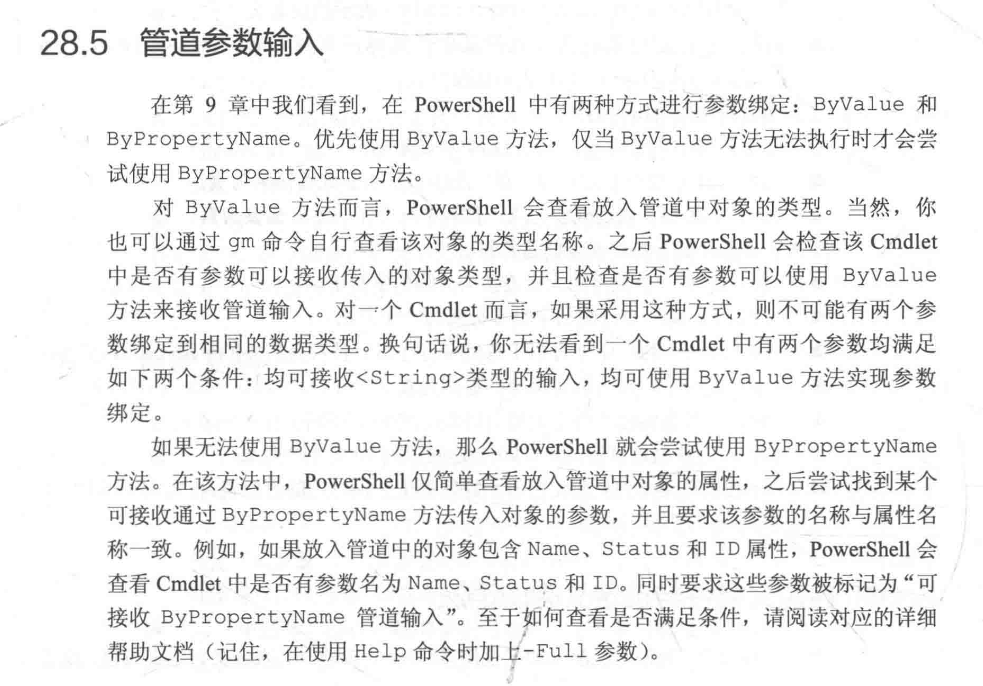 28.5 管道参数输入
在第 9 章中我们看到，在 PowerShell 中有两种方式进行参数绑定：ByValue 和
ByPropertyName。优先使用 ByValue 方法，仅当 ByValue 方法无法执行时才会尝
试使用 ByPropertyName 方法。
对 ByValue 方法而言，PowerShell 会查看放入管道中对象的类型。当然，你
也可以通过 gm 命令自行查看该对象的类型名称。之后 PowerShell 会检查该 Cmdlet
中是否有参数可以接收传入的对象类型，并且检查是否有参数可以使用 ByValue
方法来接收管道输入。对一个 Cmdlet 而言，如果采用这种方式，则不可能有两个参
数绑定到相同的数据类型。换句话说，你无法看到一个 Cmdlet 中有两个参数均满足
如下两个条件：均可接收<String>类型的输入，均可使用 ByValue 方法实现参数
绑定。
如果无法使用 ByValue 方法，那么 PowerShell 就会尝试使用 ByPropertyName
方法。在该方法中，PowerShell 仅简单查看放入管道中对象的属性，之后尝试找到某个
可接收通过 ByPropertyName 方法传入对象的参数，并且要求该参数的名称与属性名
称一致。例如，如果放入管道中的对象包含 Name、Status 和 ID 属性，PowerShell 会
查看 Cmdlet 中是否有参数名为 Name、Status 和 ID。同时要求这些参数被标记为“可
接收 ByPropertyName 管道输入”。至于如何查看是否满足条件，请阅读对应的详细
帮助文档（记住，在使用 Help 命令时加上-Full 参数）。